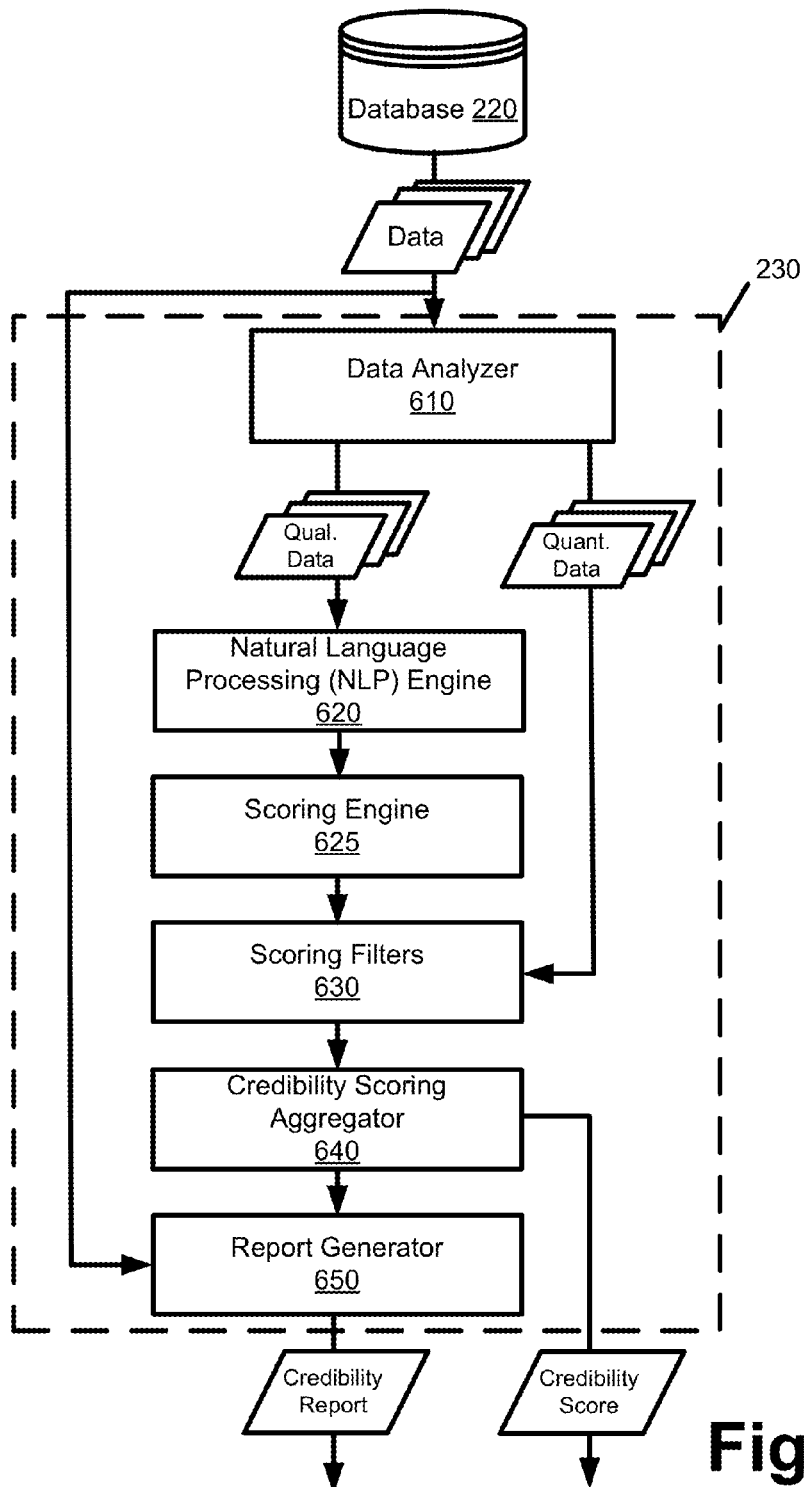 Database 220
Data
230
Data Analyzer
610
Qual.
Data
Quant.
Data
Natural Language
Processing (NLP) Engine
620
Scoring Engine
625
Scoring Filters
630
Credibility Scoring
Aggregator
640
Report Generator
650
Credibility
Report
Credibility
Score
Fig